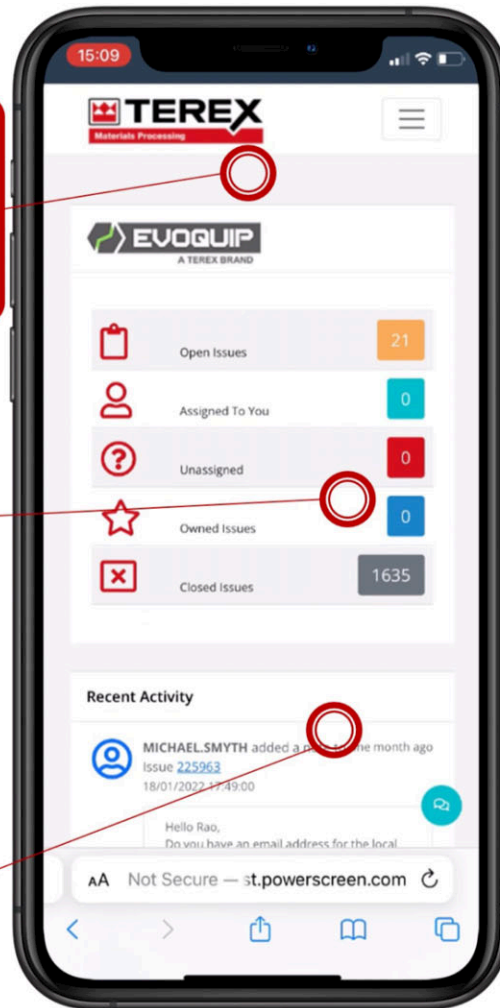 15:09
TEREX
Materials Processing
EVOQUIP
A TEREX BRAND
Open Issues 21
Assigned To You 0
Unassigned 0
Owned Issues 0
Closed Issues 1635
Recent Activity
MICHAEL.SMYTH added a month ago
Issue 225963
18/01/2022 17:49:00
Hello Rao,
Do you have an email address for the local
AA Not Secure — st.powerscreen.com